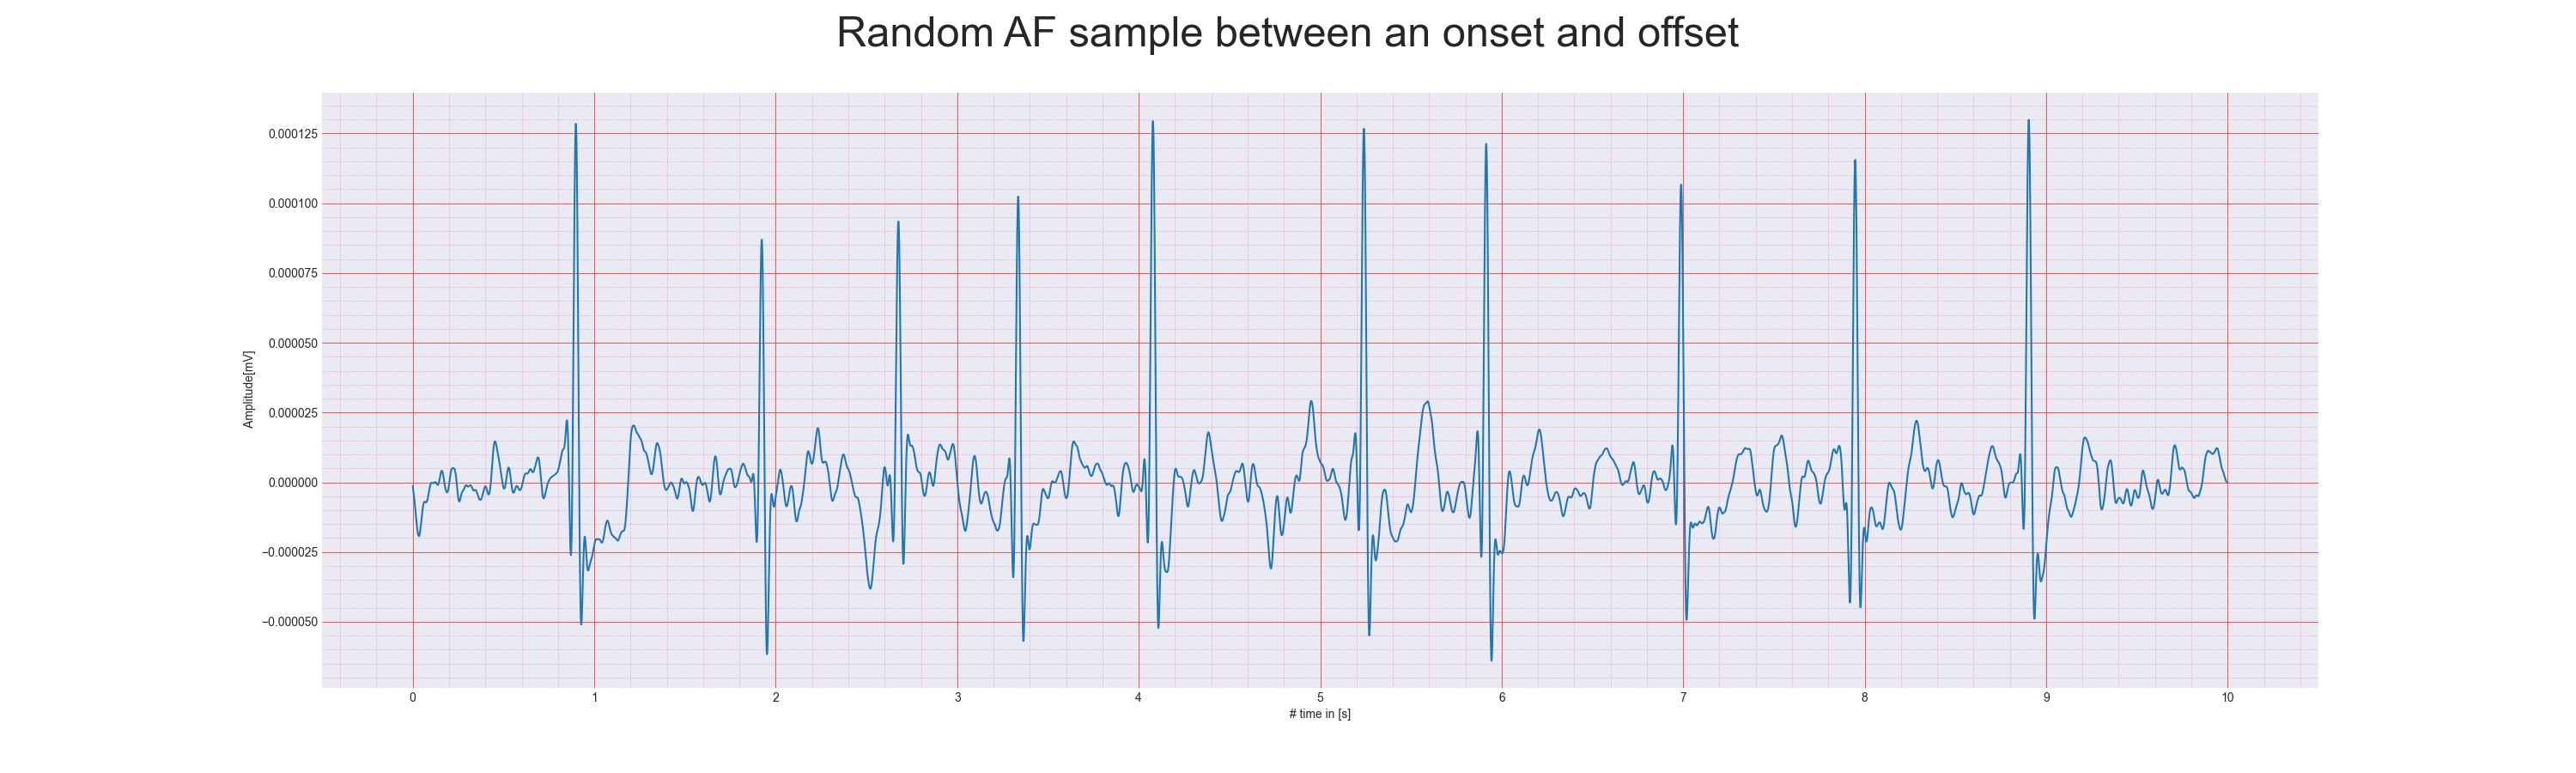 Random AF sample between an onset and offset
0.000125
0.000100
0.000075
0.000050
0.000025
0.000000
−0.000025
−0.000050
Amplitude[mV]
0 1 2 3 4 5 6 7 8 9 10
# time in [s]